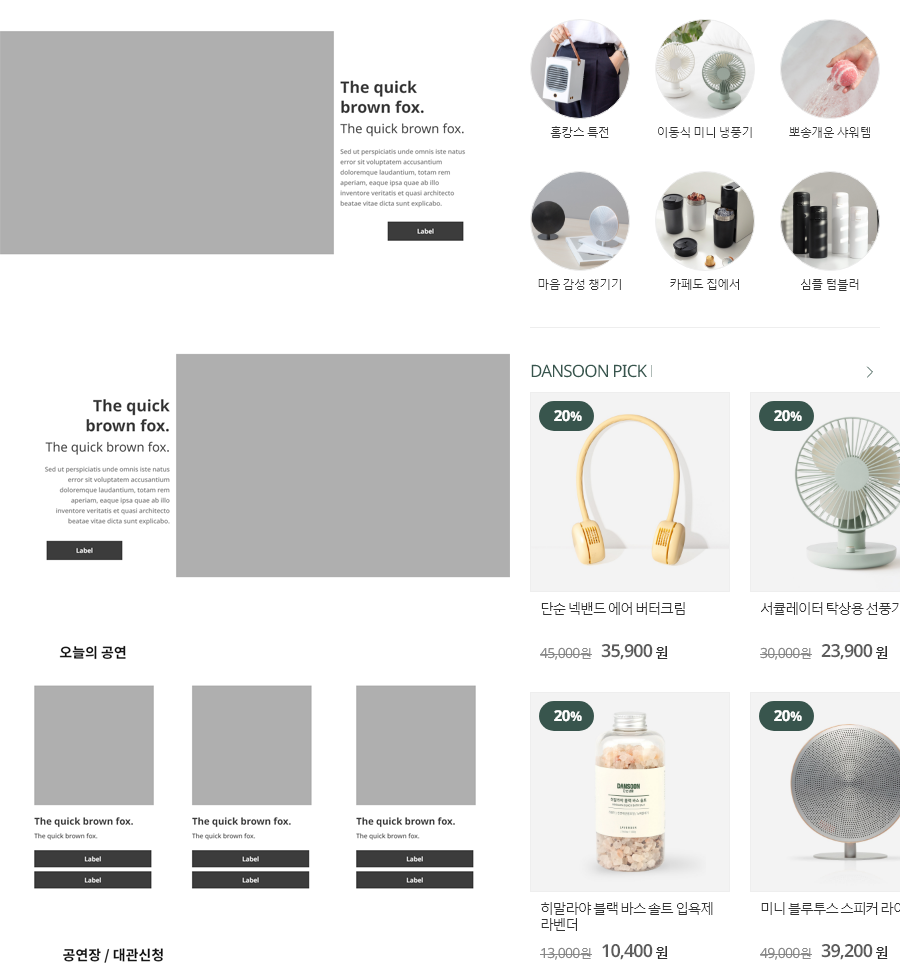 The quick
brown fox.
The quick brown fox.
Sed ut perspiciatis unde omnis iste natus
error sit voluptatem accusantium
doloremque laudantium, totam rem
aperiam, eaque ipsa quae ab illo
inventore veritatis et quasi architecto
beatae vitae dicta sunt explicabo.
Label
The quick
brown fox.
The quick brown fox.
Sed ut perspiciatis unde omnis iste natus
error sit voluptatem accusantium
doloremque laudantium, totam rem
aperiam, eaque ipsa quae ab illo
inventore veritatis et quasi architecto
beatae vitae dicta sunt explicabo.
Label
오늘의 공연
The quick brown fox.
The quick brown fox.
Label
Label
The quick brown fox.
The quick brown fox.
Label
Label
The quick brown fox.
The quick brown fox.
Label
Label
공연장 / 대관신청
홈캉스 특전
이동식 미니 냉풍기
뽀송개운 샤워템
마음 감성 챙기기
카페도 집에서
심플 텀블러
DANSOON PICK
20%
단순 넥밴드 에어 버터크림
45,000원 35,900 원
20%
서큘레이터 탁상용 선풍기
30,000원 23,900 원
20%
DANSOON
히말라야 블랙 바스 솔트 입욕제
라벤더
13,000원 10,400 원
20%
미니 블루투스 스피커 라이
49,000원 39,200 원